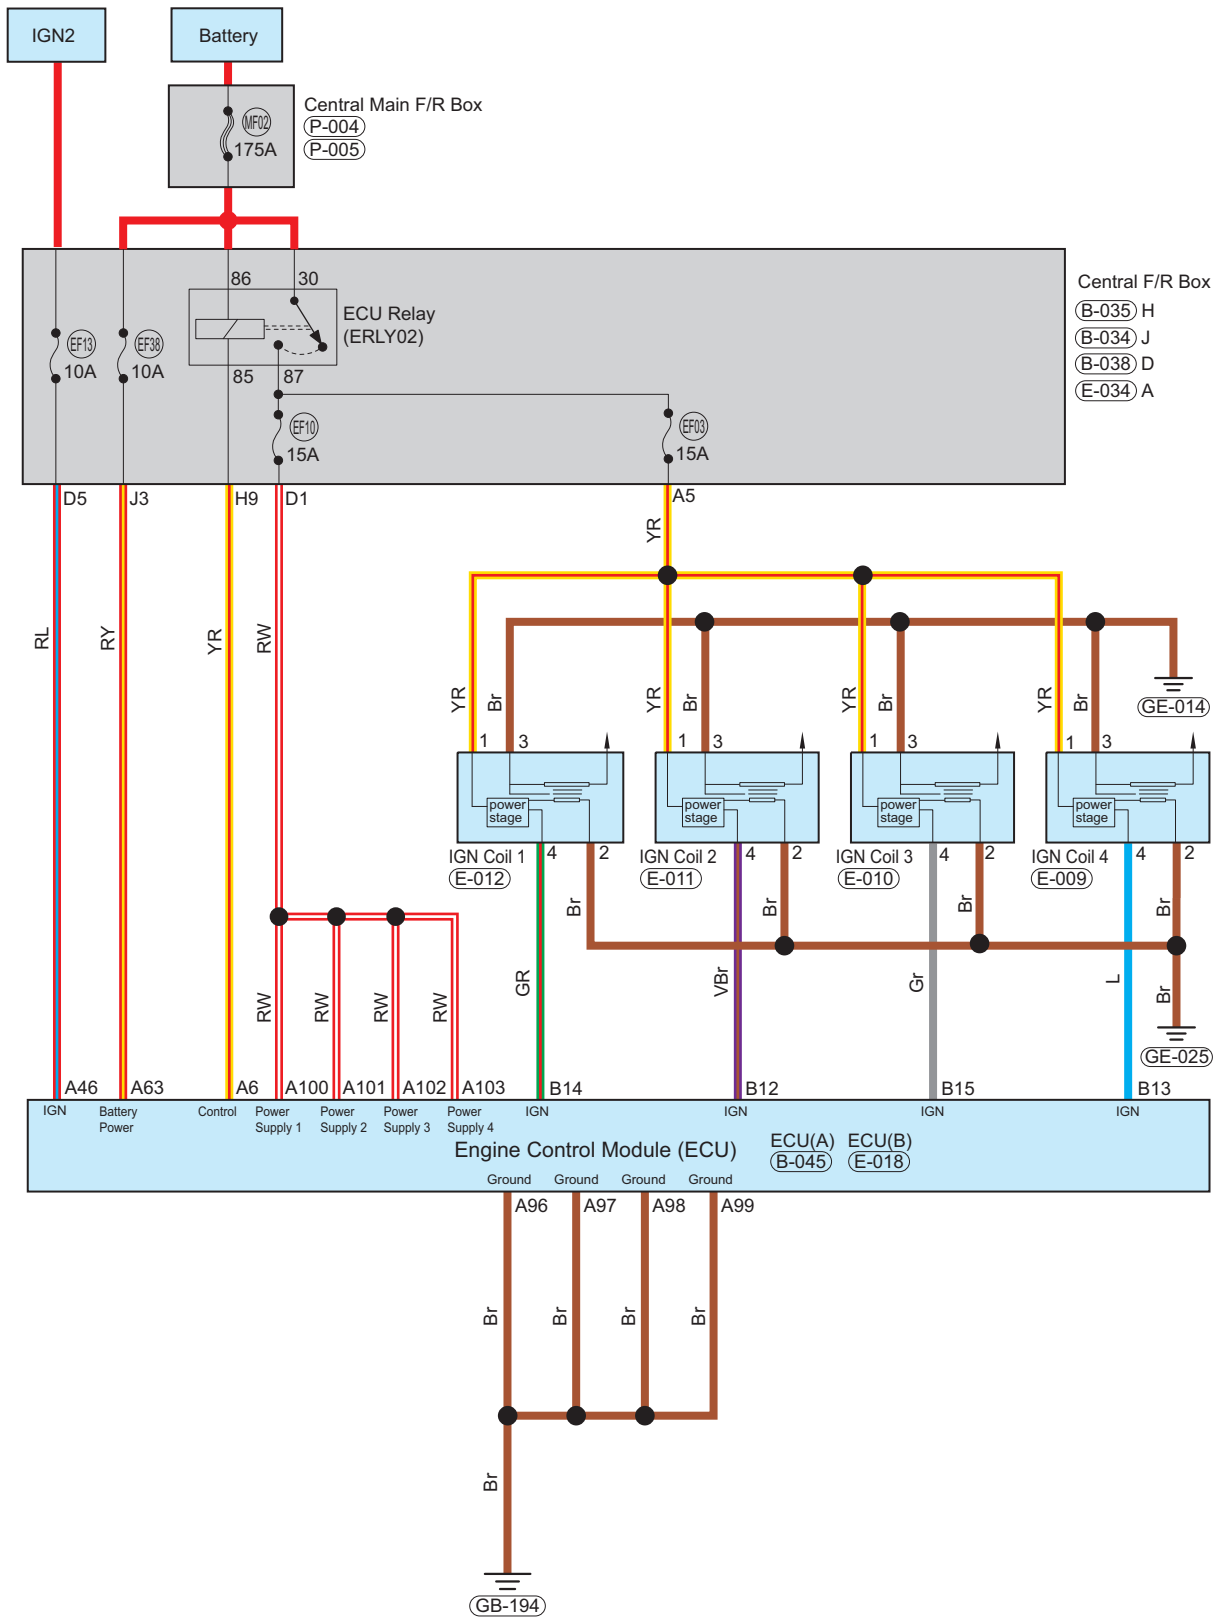 IGN2
Battery
Central Main F/R Box
P-004
P-005
MF02
175A
86
30
ECU Relay
(ERLY02)
Central F/R Box
B-035 H
B-034 J
B-038 D
E-034 A
EF13
10A
EF38
10A
85
87
EF10
15A
EF03
15A
D5
J3
H9
D1
A5
YR
RL
RY
YR
RW
YR
Br
YR
Br
YR
Br
YR
Br
GE-014
1
3
1
3
1
3
1
3
power
stage
power
stage
power
stage
power
stage
IGN Coil 1
E-012
4
2
IGN Coil 2
E-011
4
2
IGN Coil 3
E-010
4
2
IGN Coil 4
E-009
4
2
Br
Br
Br
Br
RW
RW
RW
RW
GR
VBr
Gr
L
Br
GE-025
A46
A63
A6
A100
A101
A102
A103
B14
B12
B15
B13
IGN
Battery
Power
Control
Power
Supply 1
Power
Supply 2
Power
Supply 3
Power
Supply 4
IGN
IGN
IGN
IGN
Engine Control Module (ECU)
ECU(A)
B-045
ECU(B)
E-018
Ground
Ground
Ground
Ground
A96
A97
A98
A99
Br
Br
Br
Br
Br
GB-194